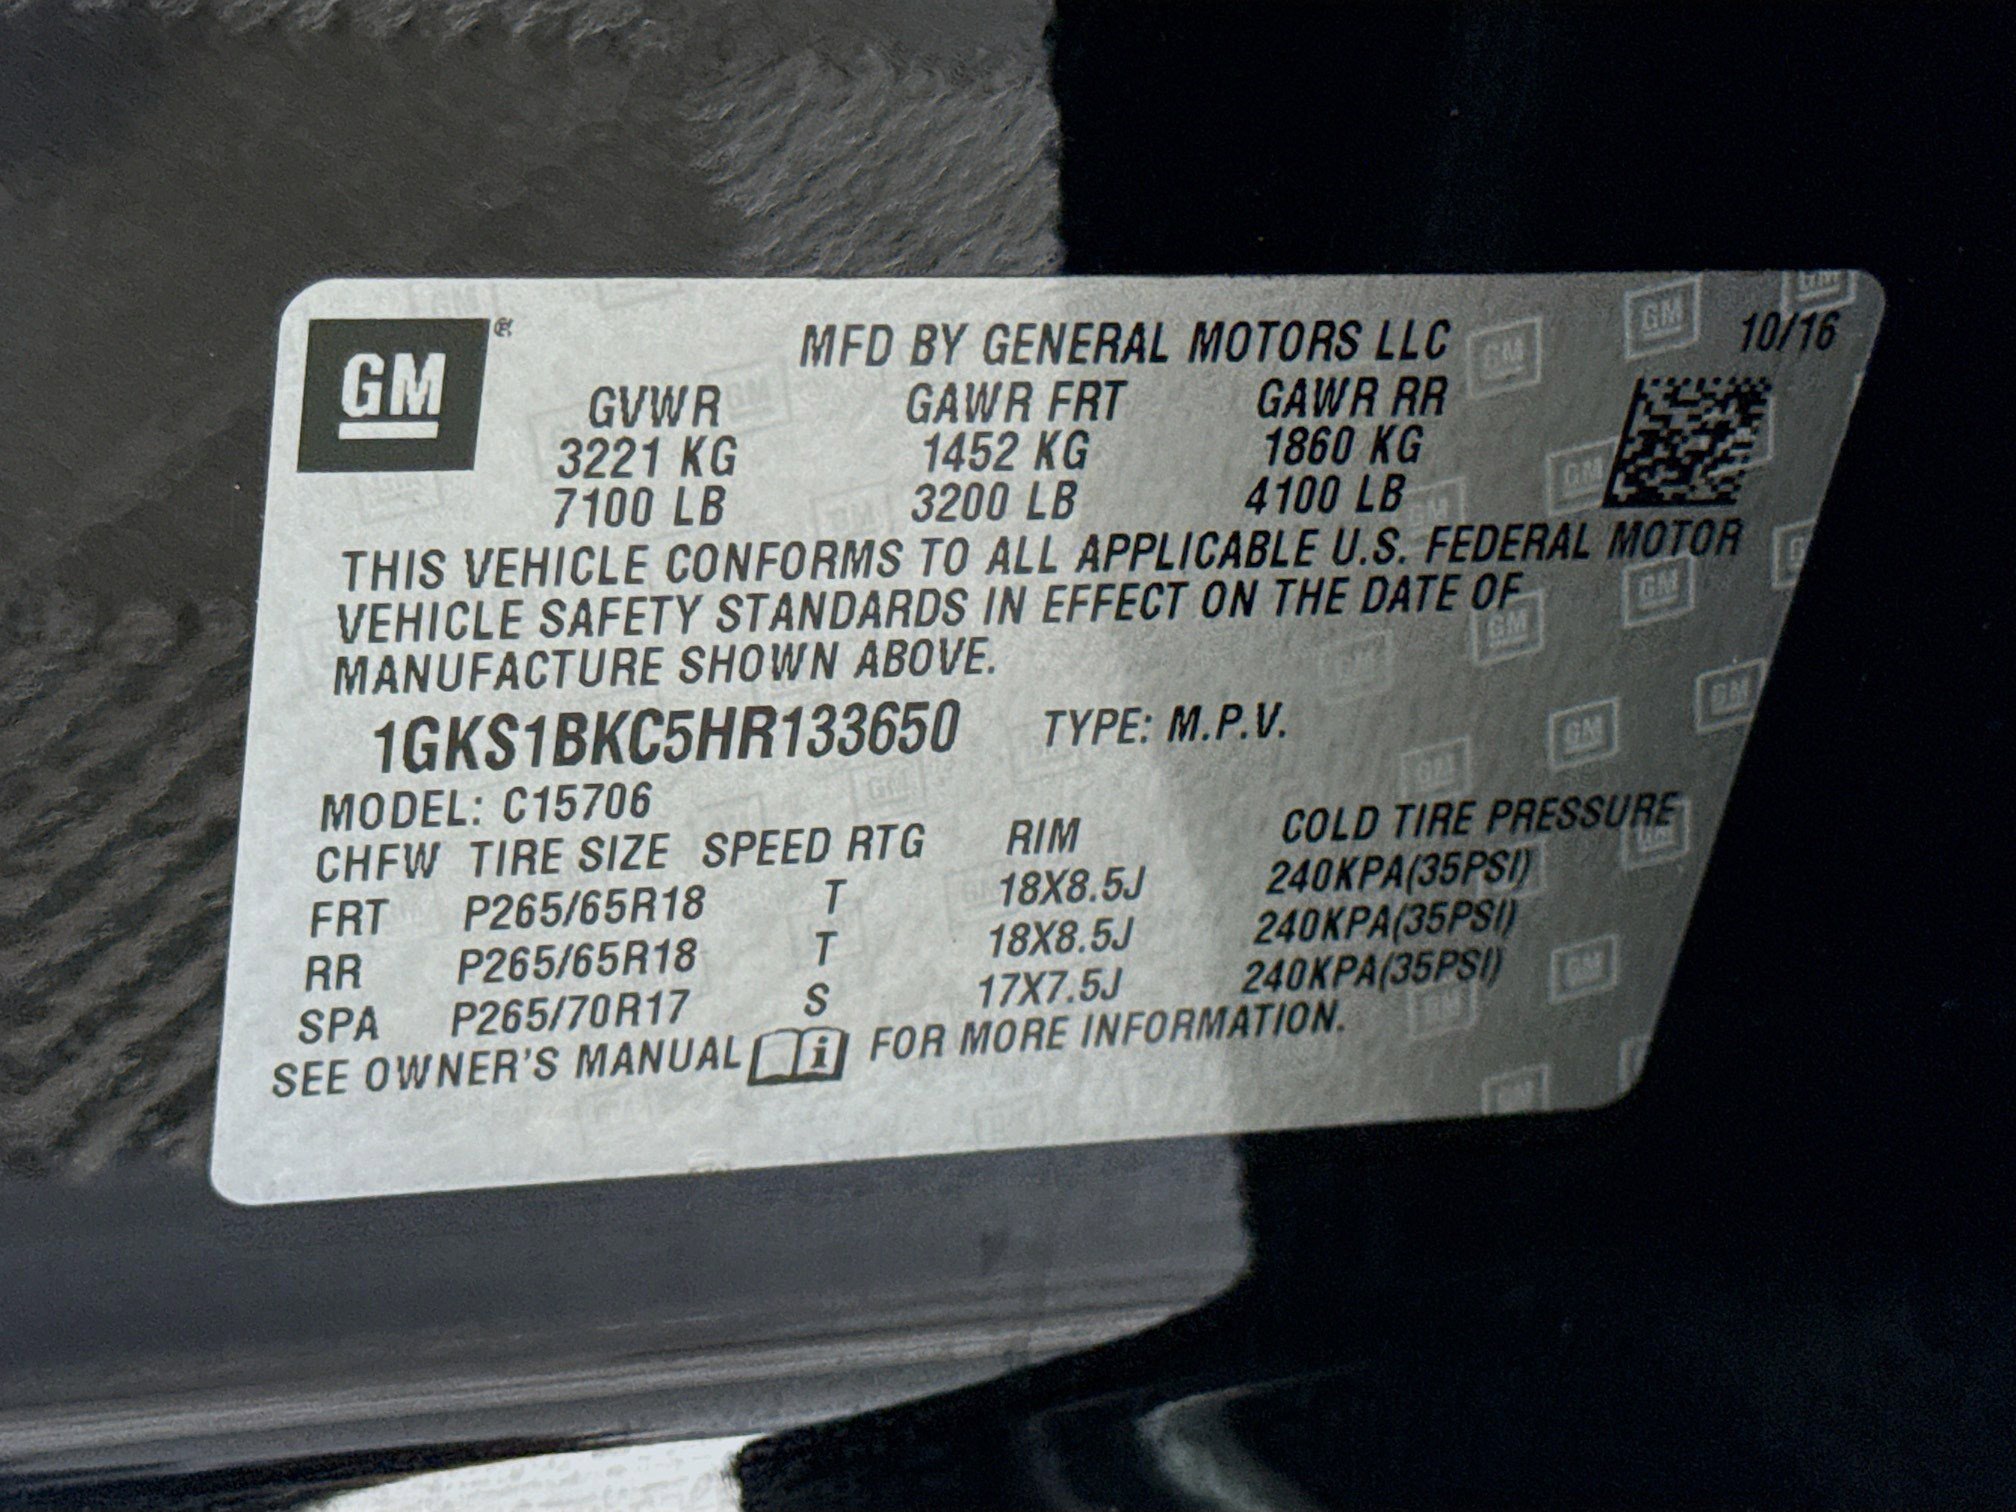 GM
MFD BY GENERAL MOTORS LLC 10/16
GVWR GAWR FRT GAWR RR
3221 KG 1452 KG 1860 KG
7100 LB 3200 LB 4100 LB
THIS VEHICLE CONFORMS TO ALL APPLICABLE U.S. FEDERAL MOTOR
VEHICLE SAFETY STANDARDS IN EFFECT ON THE DATE OF
MANUFACTURE SHOWN ABOVE.
1GKS1BKC5HR133650 TYPE: M.P.V.
MODEL: C15706
CHFW TIRE SIZE SPEED RTG RIM COLD TIRE PRESSURE
FRT P265/65R18 T 18X8.5J 240KPA(35PSI)
RR P265/65R18 T 18X8.5J 240KPA(35PSI)
SPA P265/70R17 S 17X7.5J 240KPA(35PSI)
SEE OWNER'S MANUAL i FOR MORE INFORMATION.